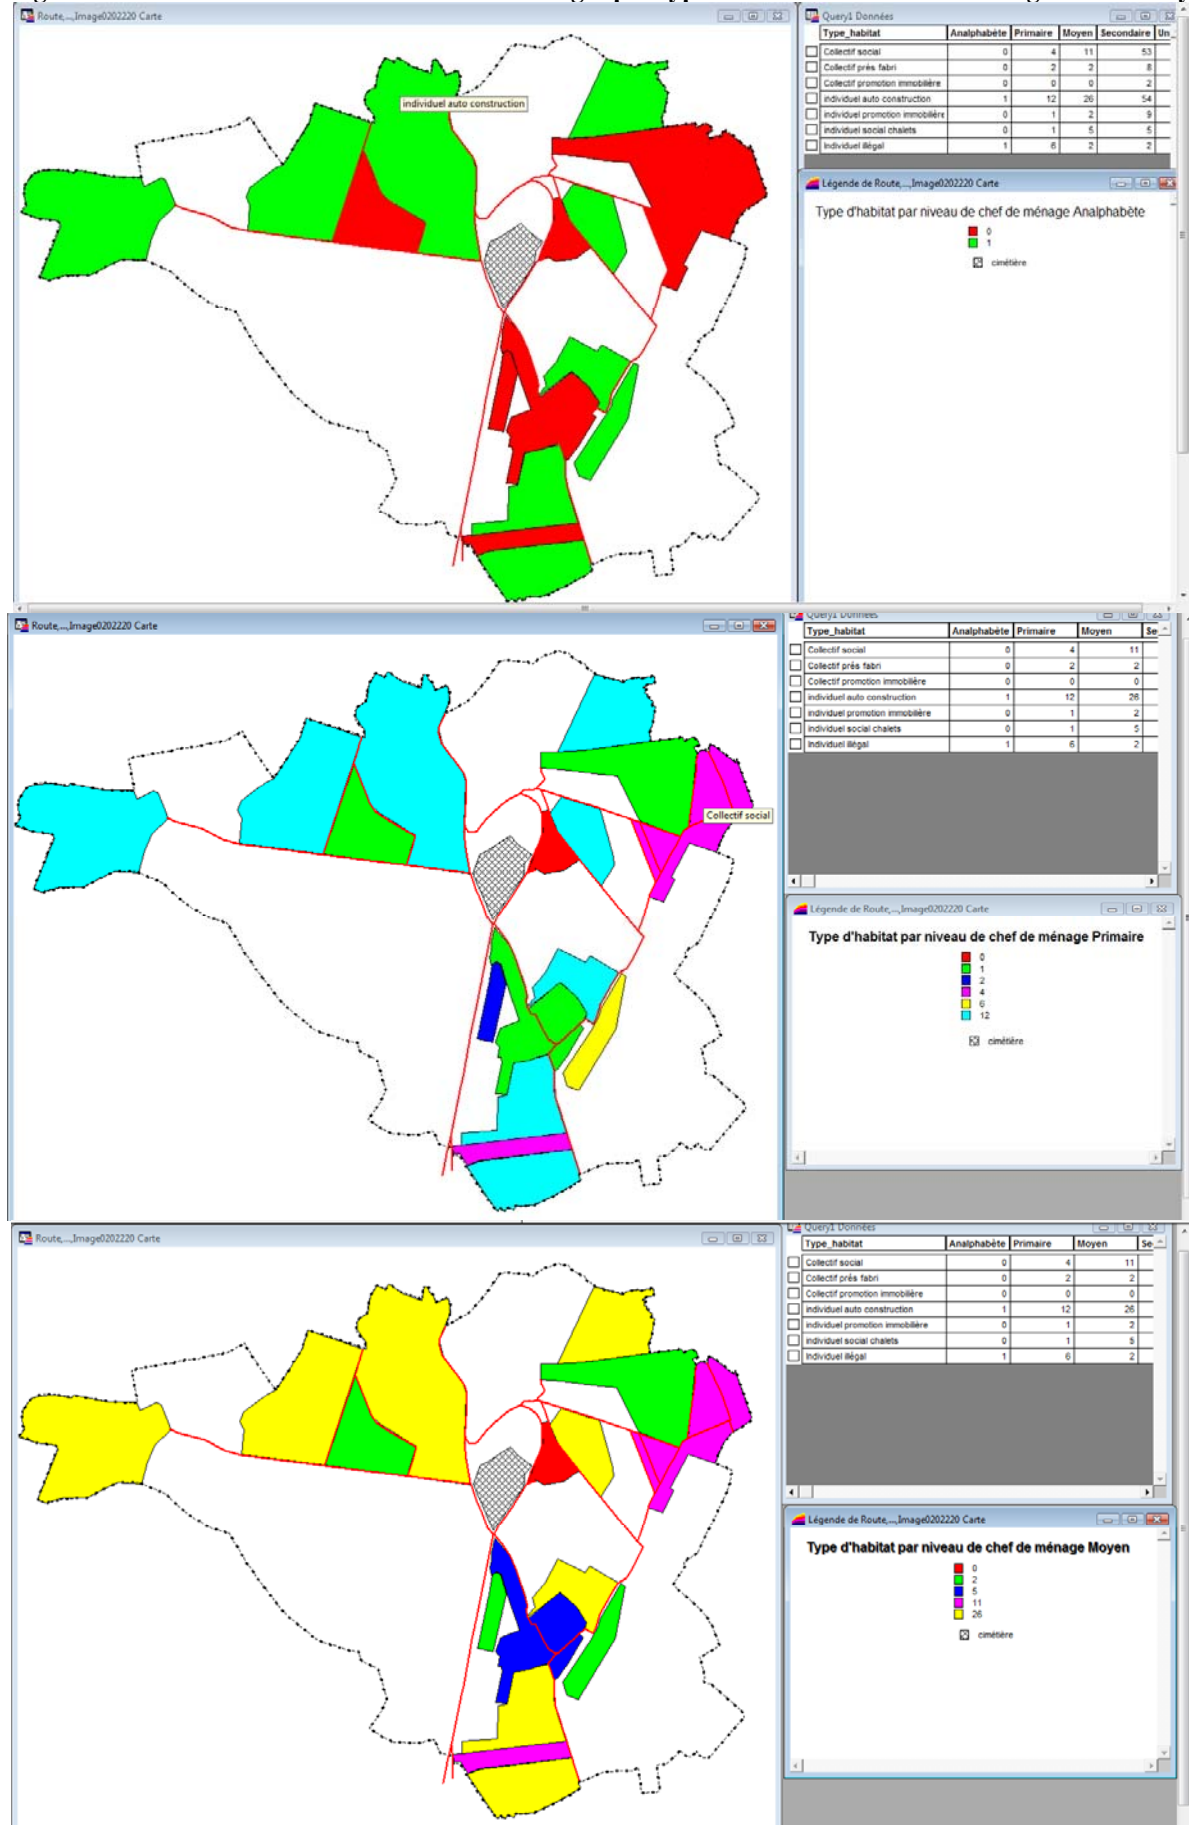 Route,...,Image0202220 Carte
individuel auto construction
Query1 Données
Type_habitat Analphabète Primaire Moyen Secondaire Un
Collectif social 0 4 11 53
Collectif prés fabri 0 2 2 8
Collectif promotion immobilière 0 0 0 2
individuel auto construction 1 12 26 54
individuel promotion immobilière 0 1 2 9
individuel social chalets 0 1 5 5
Individuel illégal 1 6 2 2
Légende de Route,...,Image0202220 Carte
Type d'habitat par niveau de chef de ménage Analphabète
0
1
cimétière
Route,...,Image0202220 Carte
Collectif social
Query1 Données
Type_habitat Analphabète Primaire Moyen Se
Collectif social 0 4 11
Collectif prés fabri 0 2 2
Collectif promotion immobilière 0 0 0
individuel auto construction 1 12 26
individuel promotion immobilière 0 1 2
individuel social chalets 0 1 5
Individuel illégal 1 6 2
Légende de Route,...,Image0202220 Carte
Type d'habitat par niveau de chef de ménage Primaire
0
1
2
4
6
12
cimétière
Route,...,Image0202220 Carte
Query1 Données
Type_habitat Analphabète Primaire Moyen Se
Collectif social 0 4 11
Collectif prés fabri 0 2 2
Collectif promotion immobilière 0 0 0
individuel auto construction 1 12 26
individuel promotion immobilière 0 1 2
individuel social chalets 0 1 5
Individuel illégal 1 6 2
Légende de Route,...,Image0202220 Carte
Type d'habitat par niveau de chef de ménage Moyen
0
2
5
11
26
cimétière